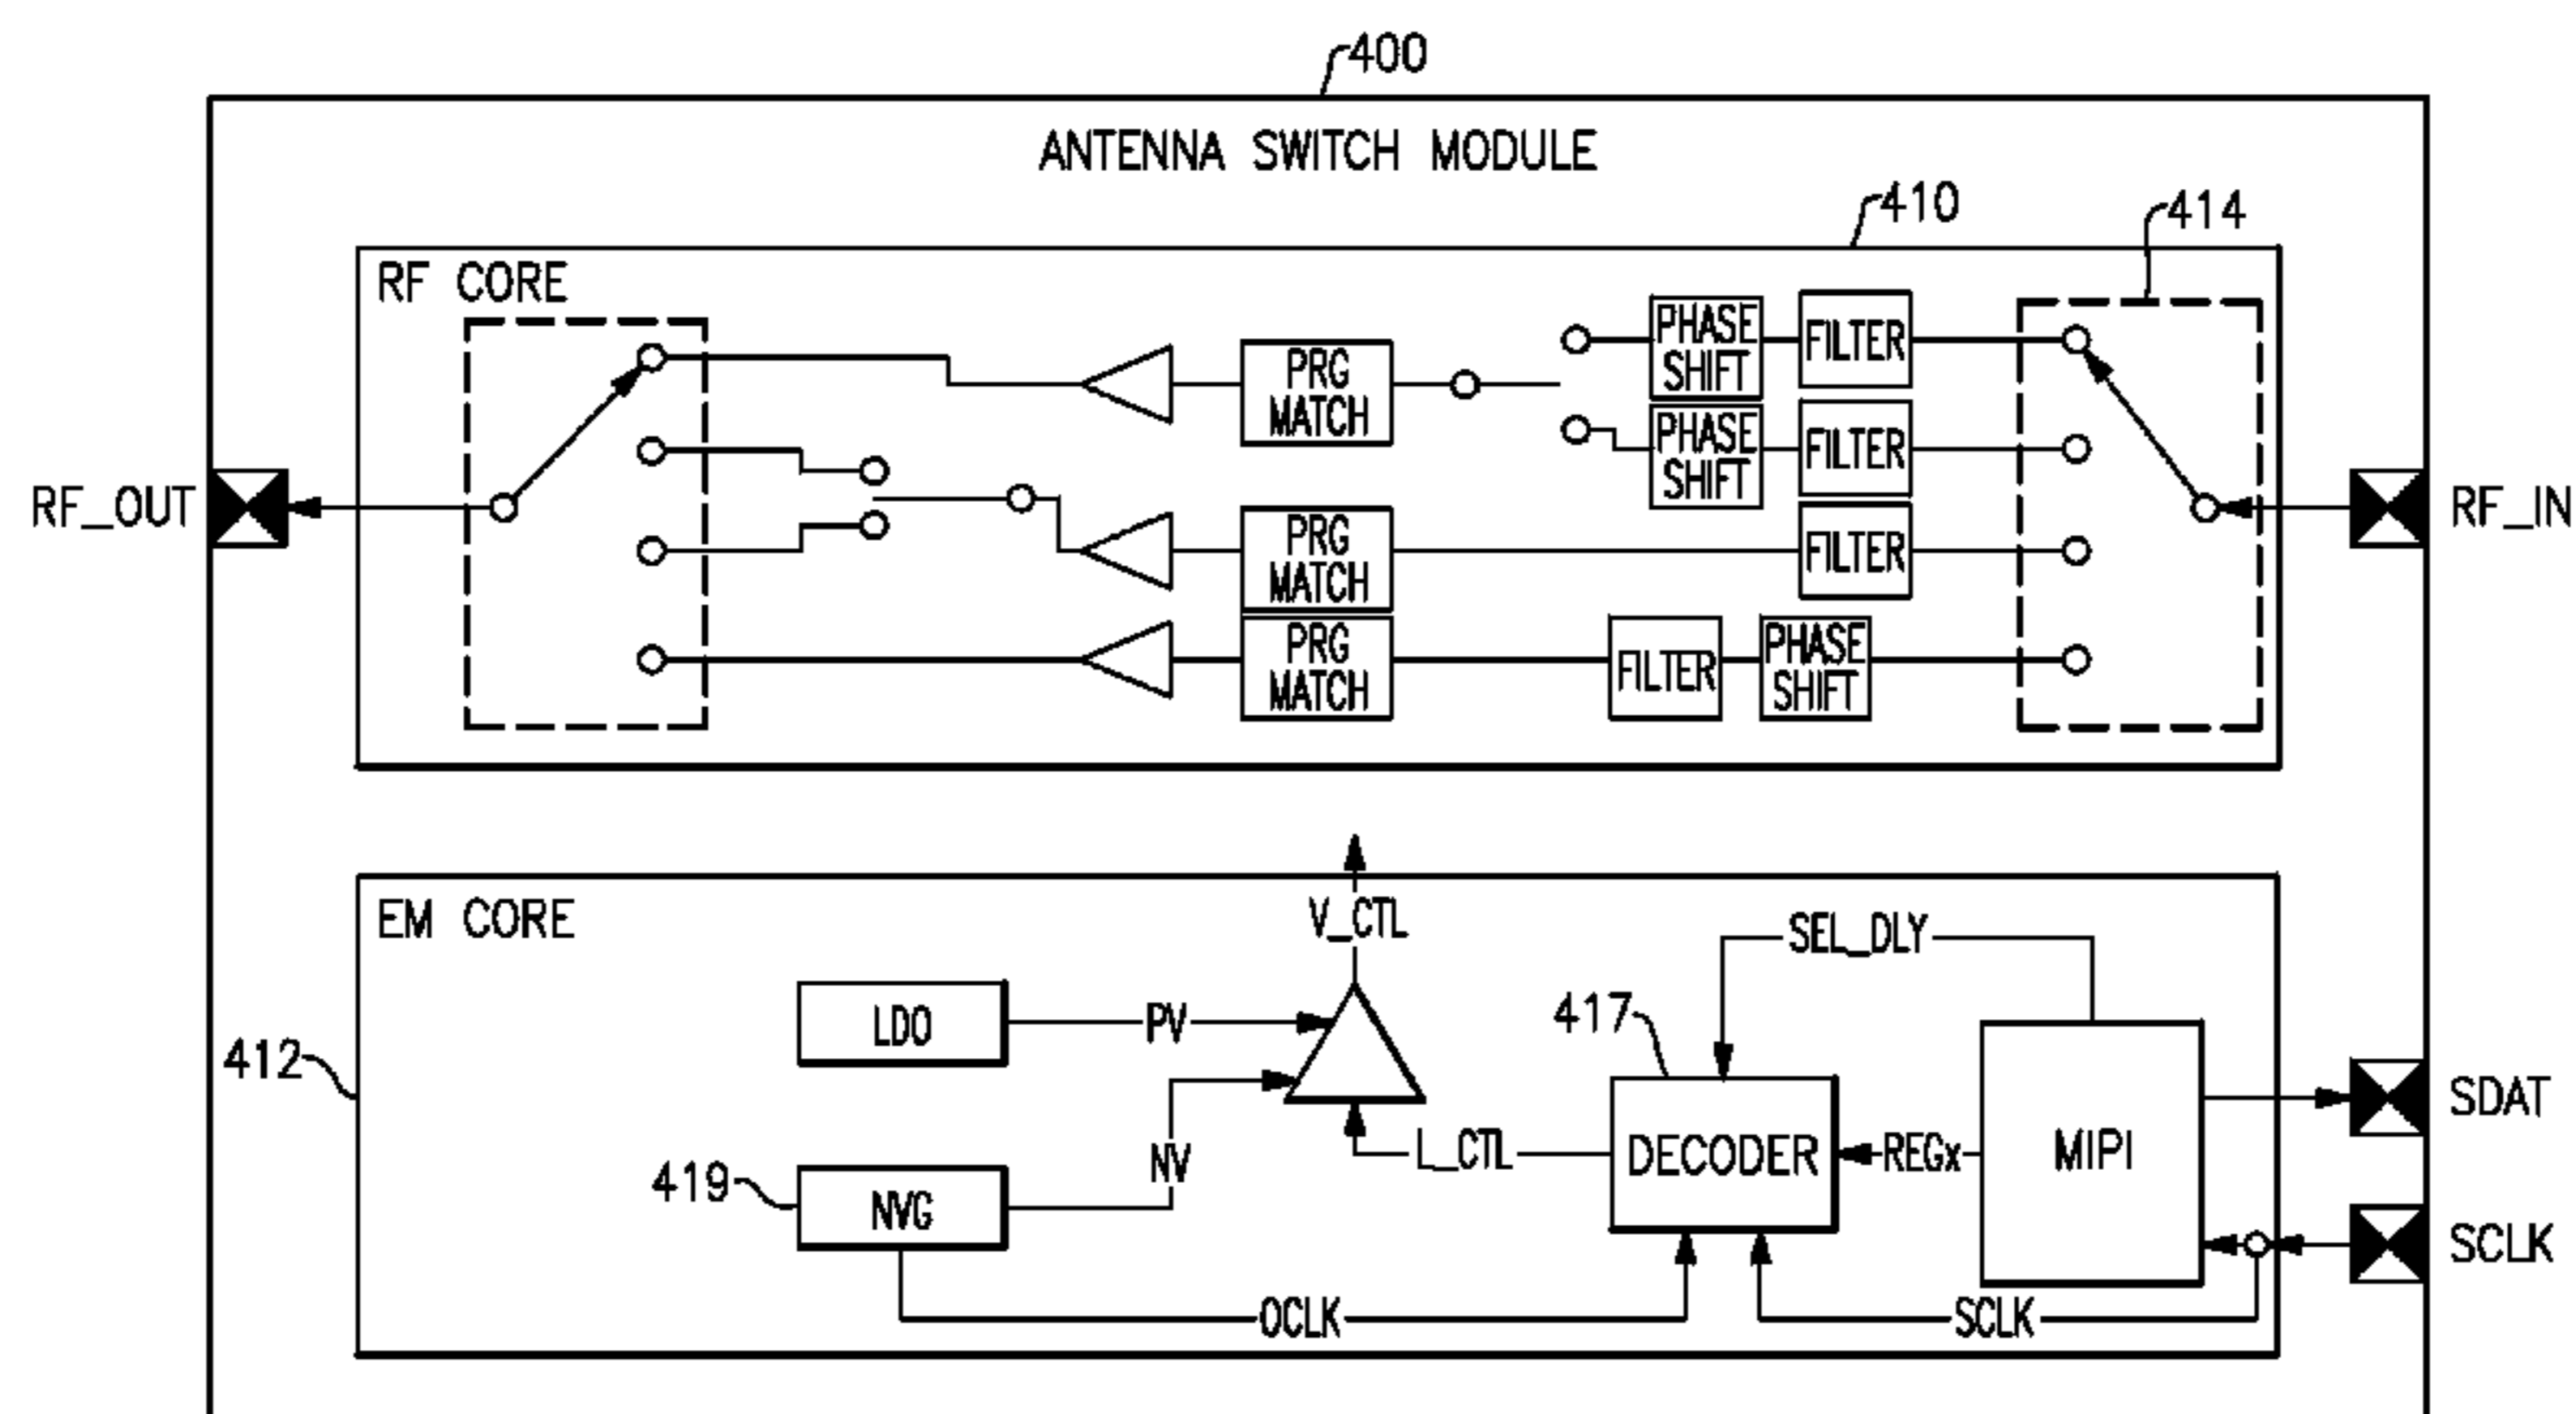 400
ANTENNA SWITCH MODULE
410
414
RF CORE
PHASE
SHIFT
FILTER
PRG
MATCH
PHASE
SHIFT
FILTER
RF_OUT
RF_IN
PRG
MATCH
FILTER
PRG
MATCH
FILTER
PHASE
SHIFT
EM CORE
V_CTL
SEL_DLY
LDO
PV
417
412
SDAT
DECODER
REGx
MIPI
L_CTL
NV
419
NVG
SCLK
OCLK
SCLK